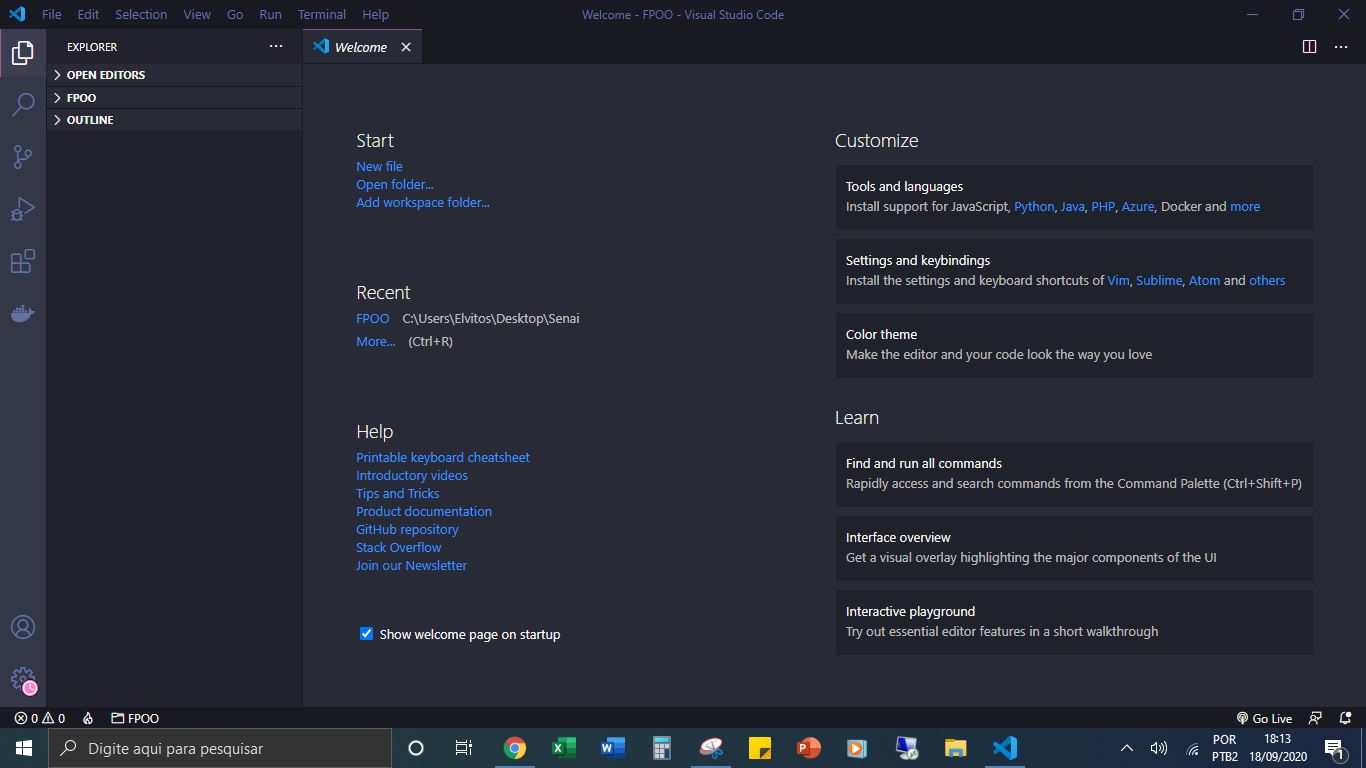 File Edit Selection View Go Run Terminal Help
Welcome - FPOO - Visual Studio Code
EXPLORER
OPEN EDITORS
FPOO
OUTLINE
Welcome
Start
New file
Open folder...
Add workspace folder...
Recent
FPOO C:\Users\Elvitos\Desktop\Senai
More... (Ctrl+R)
Help
Printable keyboard cheatsheet
Introductory videos
Tips and Tricks
Product documentation
GitHub repository
Stack Overflow
Join our Newsletter
Show welcome page on startup
Customize
Tools and languages
Install support for JavaScript, Python, Java, PHP, Azure, Docker and more
Settings and keybindings
Install the settings and keyboard shortcuts of Vim, Sublime, Atom and others
Color theme
Make the editor and your code look the way you love
Learn
Find and run all commands
Rapidly access and search commands from the Command Palette (Ctrl+Shift+P)
Interface overview
Get a visual overlay highlighting the major components of the UI
Interactive playground
Try out essential editor features in a short walkthrough
0 0 FPOO
Go Live
Digite aqui para pesquisar
POR
PTB2
18:13
18/09/2020
1